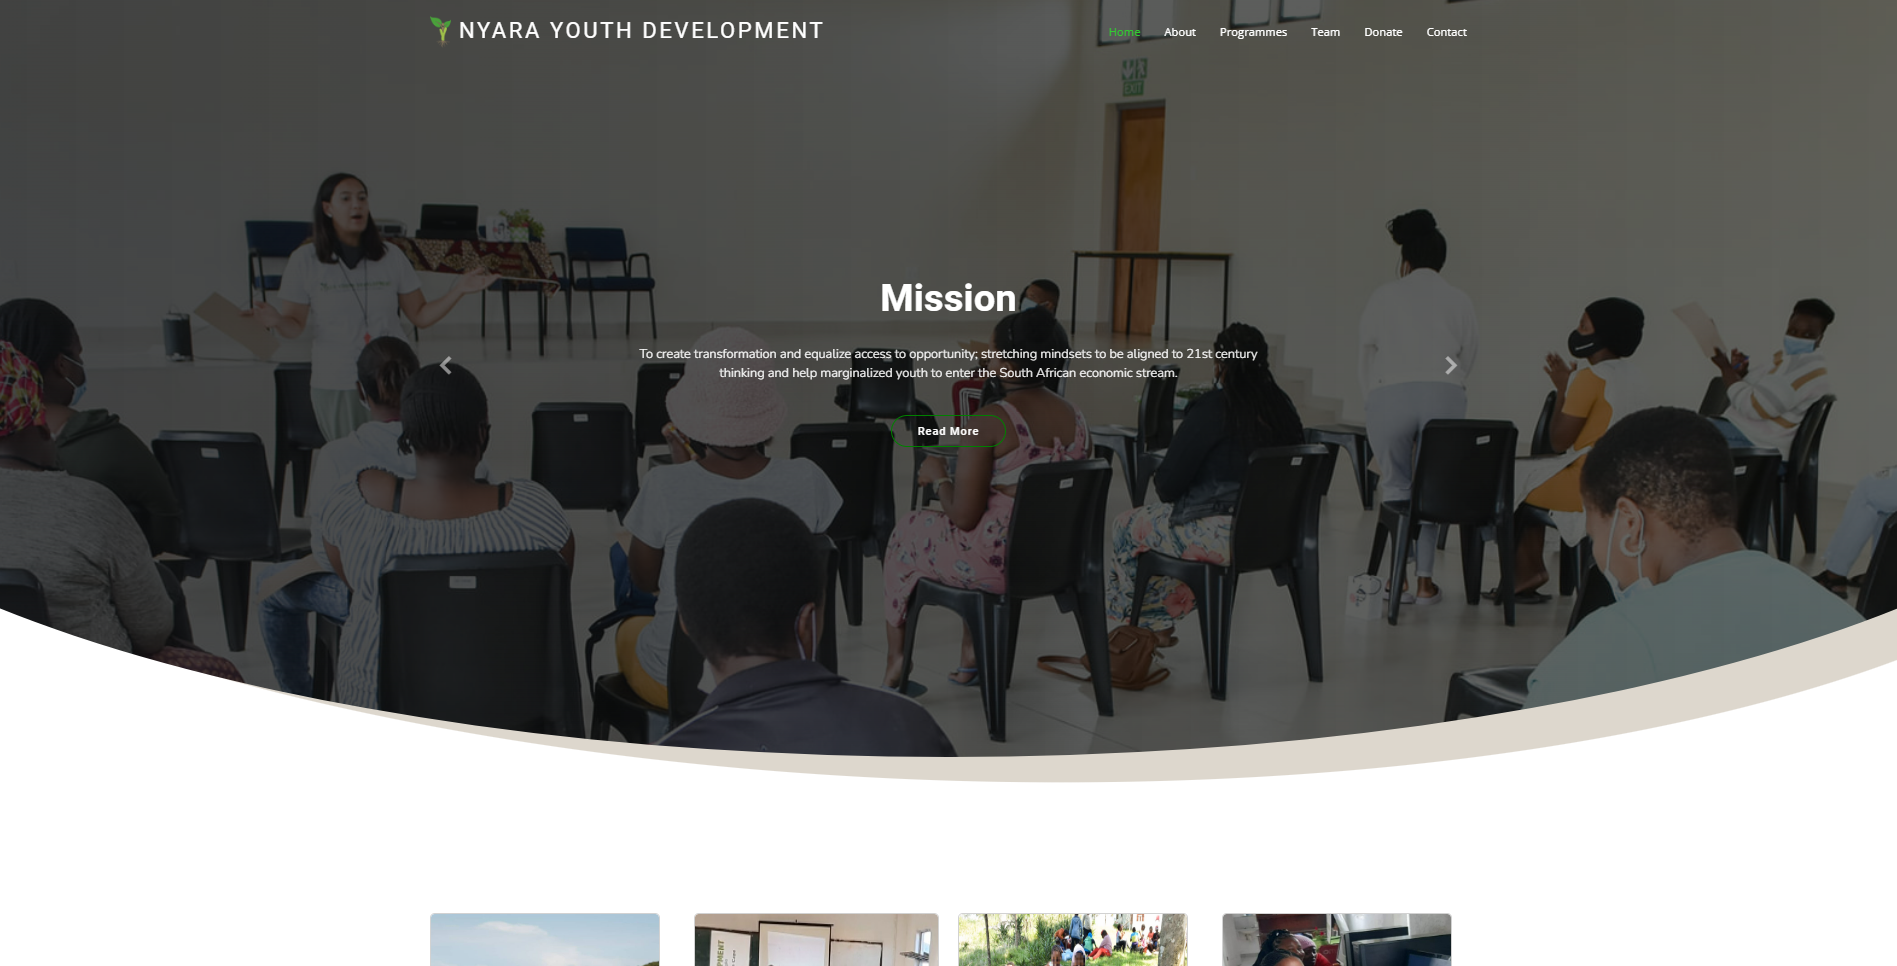 NYARA YOUTH DEVELOPMENT
Home About Programmes Team Donate Contact
EXIT
Mission
To create transformation and equalize access to opportunity; stretching mindsets to be aligned to 21st century
thinking and help marginalized youth to enter the South African economic stream.
Read More